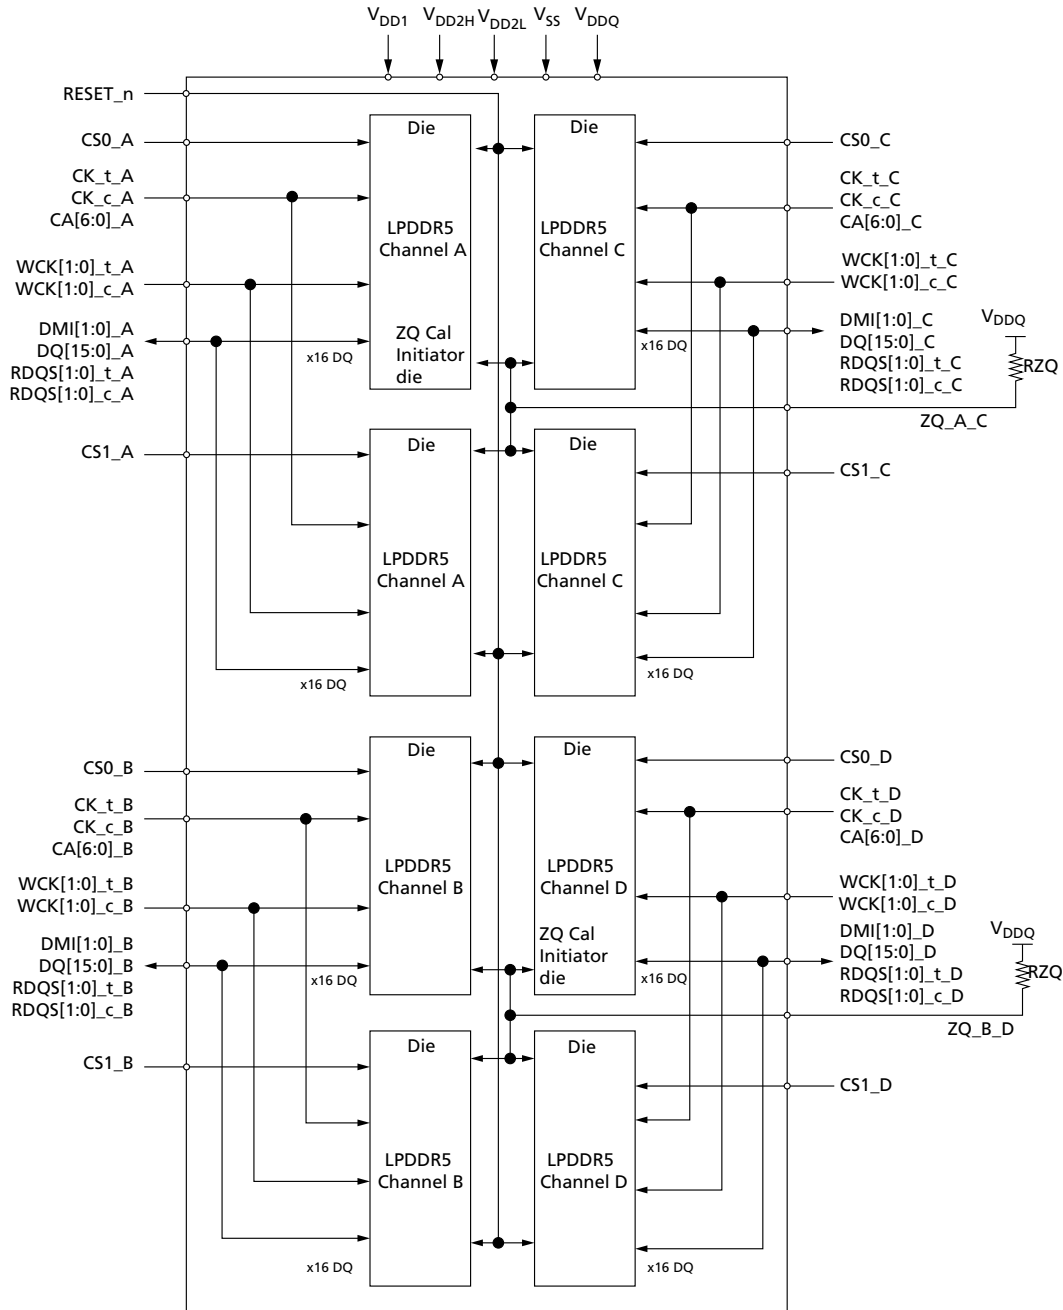 VDD1 VDD2H VDD2L VSS VDDQ
RESET_n
Die Die
CS0_A CS0_C
CK_t_A CK_t_C
CK_c_A CK_c_C
CA[6:0]_A CA[6:0]_C
LPDDR5 LPDDR5
Channel A Channel C
WCK[1:0]_t_A WCK[1:0]_t_C
WCK[1:0]_c_A WCK[1:0]_c_C
DMI[1:0]_A DMI[1:0]_C
DQ[15:0]_A DQ[15:0]_C
RDQS[1:0]_t_A RDQS[1:0]_t_C
RDQS[1:0]_c_A RDQS[1:0]_c_C
x16 DQ x16 DQ
ZQ Cal
Initiator
die
VDDQ
RZQ
ZQ_A_C
Die Die
CS1_A CS1_C
LPDDR5 LPDDR5
Channel A Channel C
x16 DQ x16 DQ
Die Die
CS0_B CS0_D
CK_t_B CK_t_D
CK_c_B CK_c_D
CA[6:0]_B CA[6:0]_D
LPDDR5 LPDDR5
Channel B Channel D
WCK[1:0]_t_B WCK[1:0]_t_D
WCK[1:0]_c_B WCK[1:0]_c_D
DMI[1:0]_B DMI[1:0]_D
DQ[15:0]_B DQ[15:0]_D
RDQS[1:0]_t_B RDQS[1:0]_t_D
RDQS[1:0]_c_B RDQS[1:0]_c_D
x16 DQ x16 DQ
ZQ Cal
Initiator
die
VDDQ
RZQ
ZQ_B_D
Die Die
CS1_B CS1_D
LPDDR5 LPDDR5
Channel B Channel D
x16 DQ x16 DQ